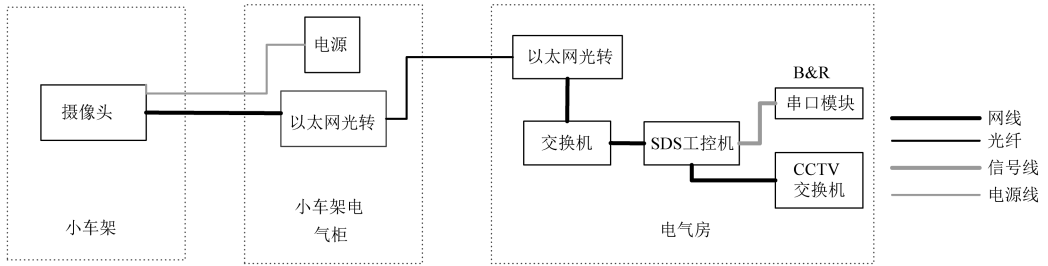 电源
摄像头
以太网光转
小车架
小车架电
气柜
以太网光转
B&R
串口模块
交换机
SDS工控机
CCTV
交换机
电气房
网线
光纤
信号线
电源线